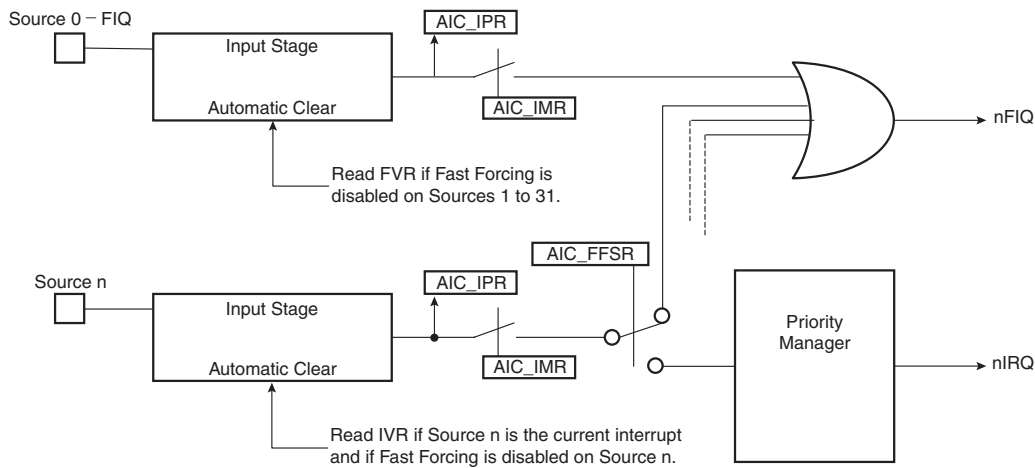 Source 0 – FIQ
AIC_IPR
Input Stage
Automatic Clear
AIC_IMR
nFIQ
Read FVR if Fast Forcing is
disabled on Sources 1 to 31.
AIC_FFSR
Source n
AIC_IPR
Input Stage
Priority
Manager
Automatic Clear
AIC_IMR
nIRQ
Read IVR if Source n is the current interrupt
and if Fast Forcing is disabled on Source n.